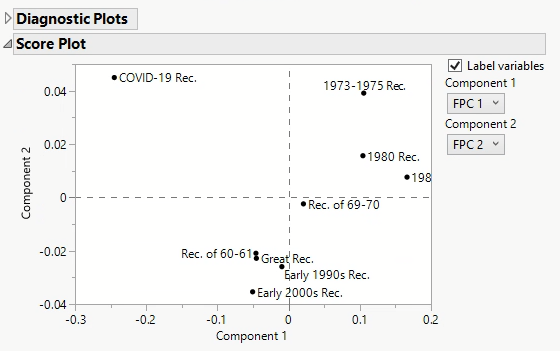 Diagnostic Plots
Score Plot
Label variables
Component 1
FPC 1
Component 2
FPC 2
Component 2
0.04
0.02
0
-0.02
-0.04
COVID-19 Rec.
1973-1975 Rec.
1980 Rec.
198
Rec. of 69-70
Rec. of 60-61
Great Rec.
Early 1990s Rec.
Early 2000s Rec.
-0.3
-0.2
-0.1
0
0.1
0.2
Component 1